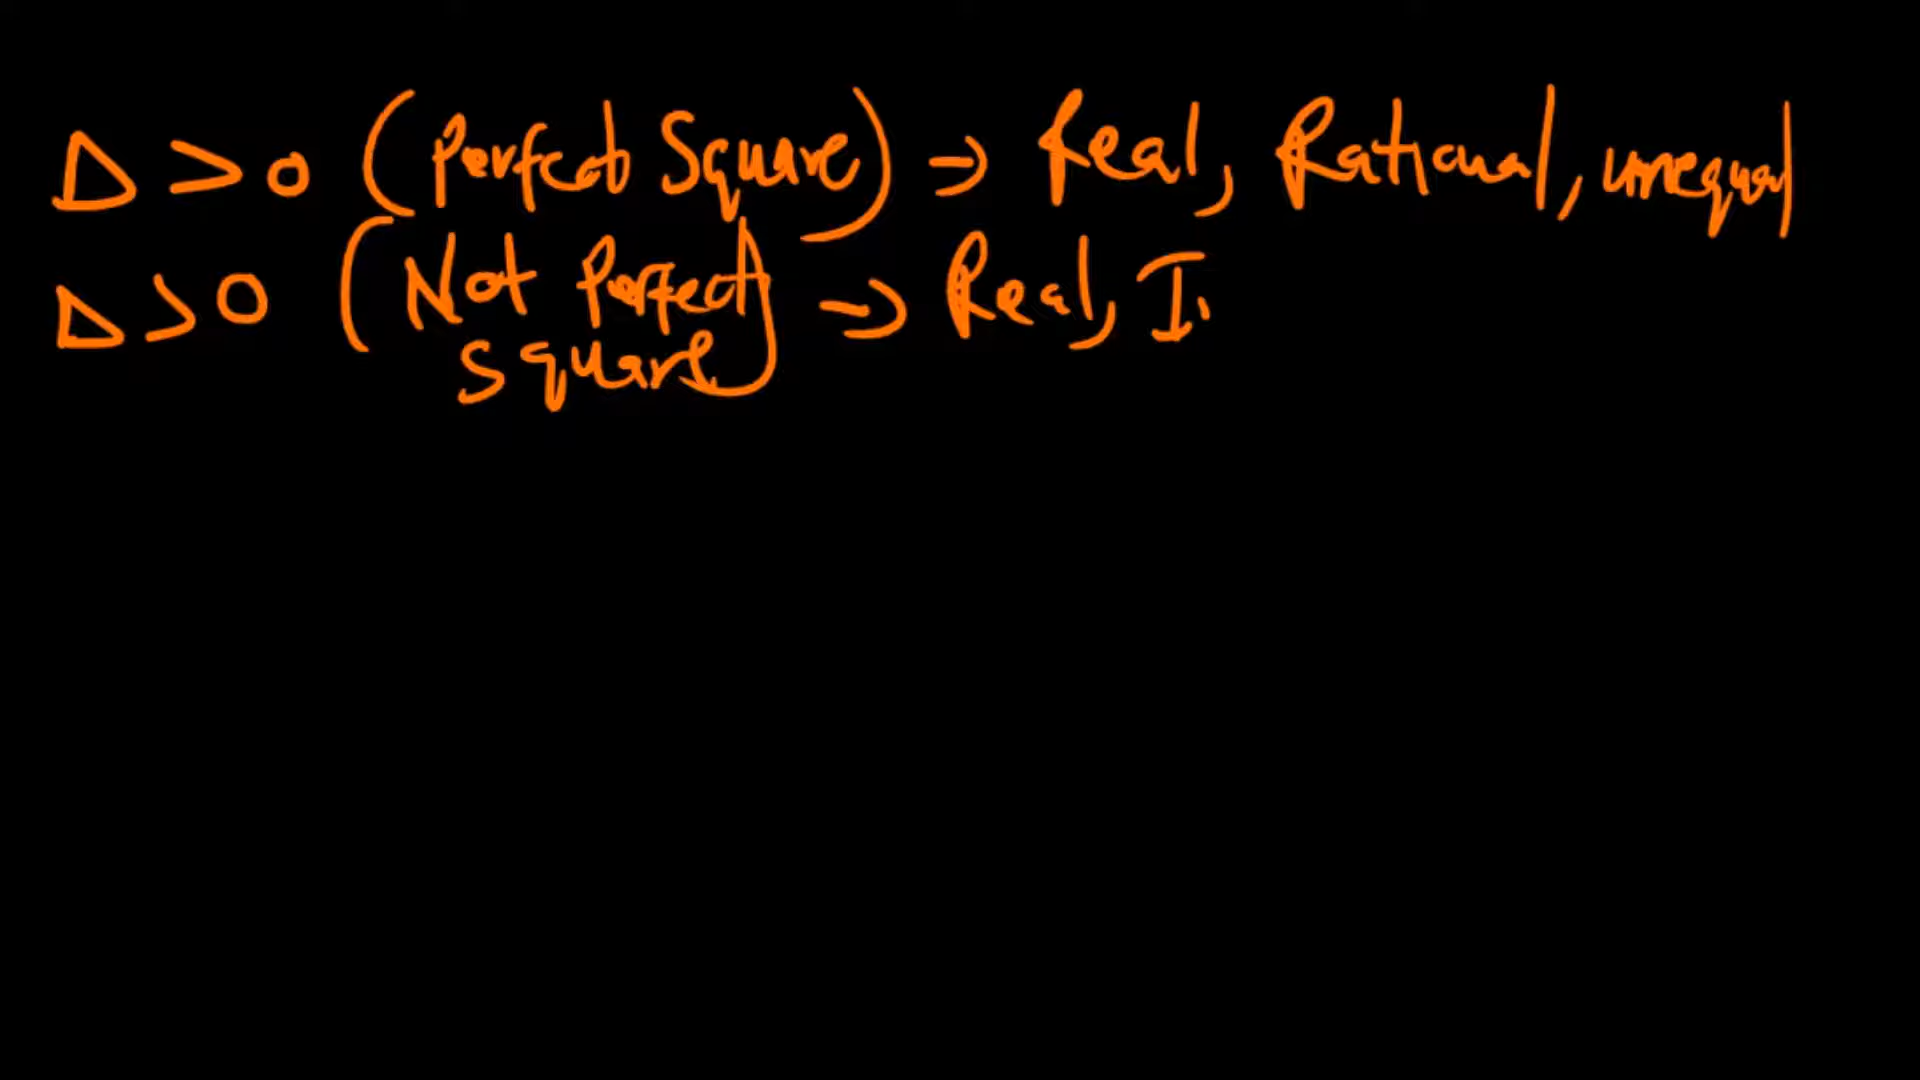 Δ > 0 (Perfect Square) → Real, Rational, unequal
Δ > 0 (Not Perfect → Real, I
Square)